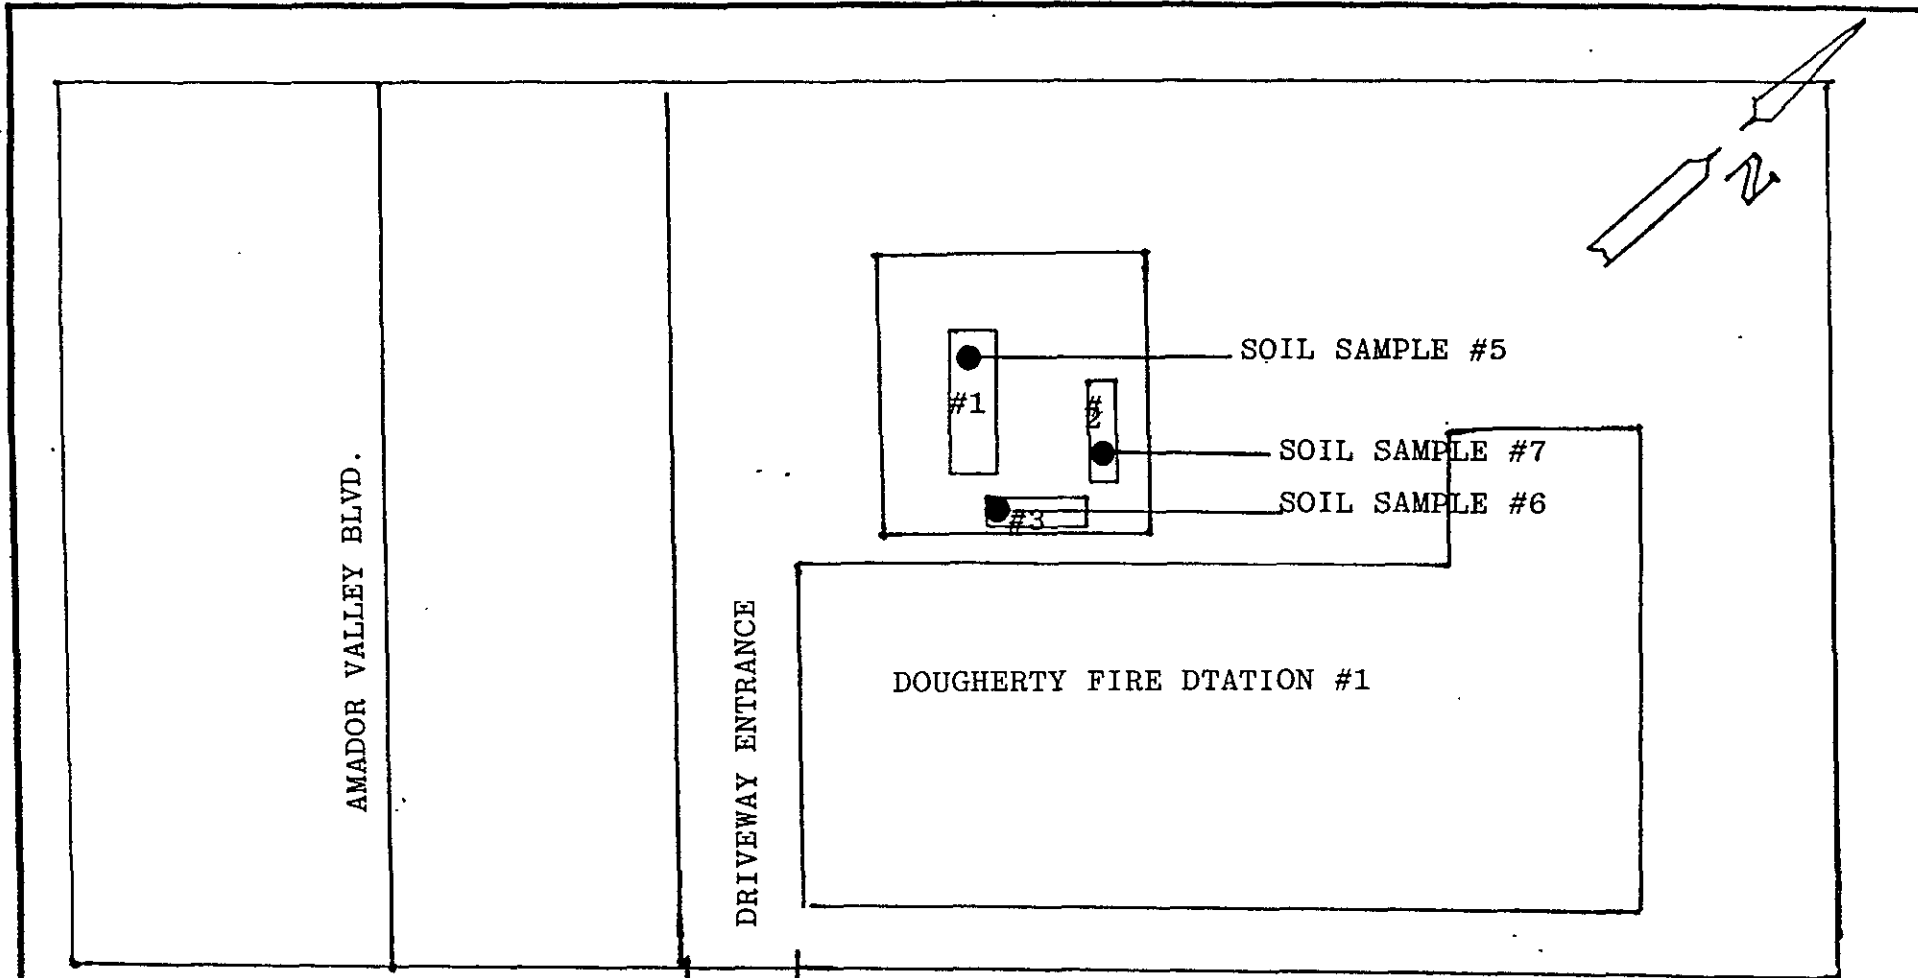 N
SOIL SAMPLE #5
#1
#2
SOIL SAMPLE #7
SOIL SAMPLE #6
#3
AMADOR VALLEY BLVD.
DRIVEWAY ENTRANCE
DOUGHERTY FIRE DTATION #1